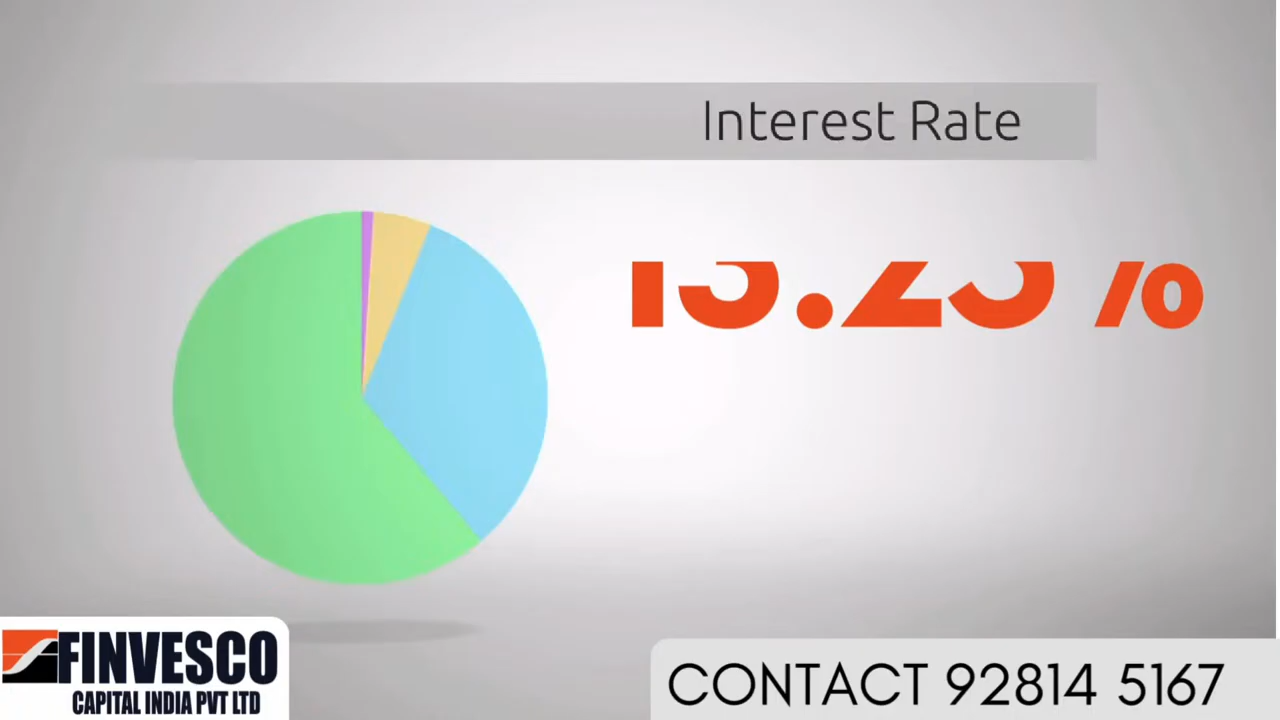 Interest Rate
FINVESCO
CAPITAL INDIA PVT LTD
CONTACT 92814 5167